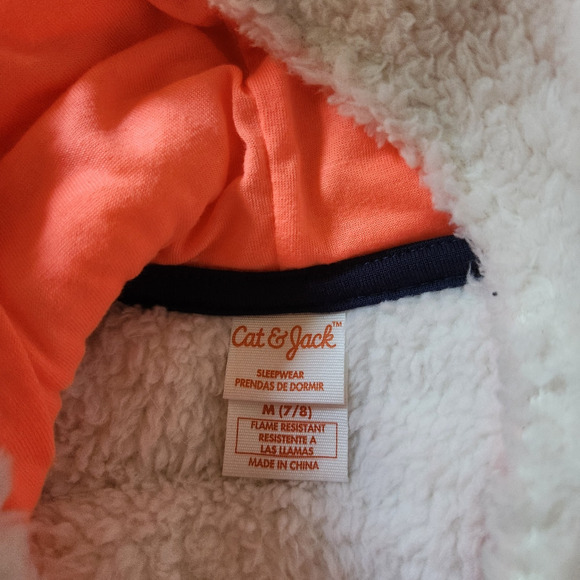 Cat & Jack™
SLEEPWEAR
PRENDAS DE DORMIR
M (7/8)
FLAME RESISTANT
RESISTENTE A
LAS LLAMAS
MADE IN CHINA